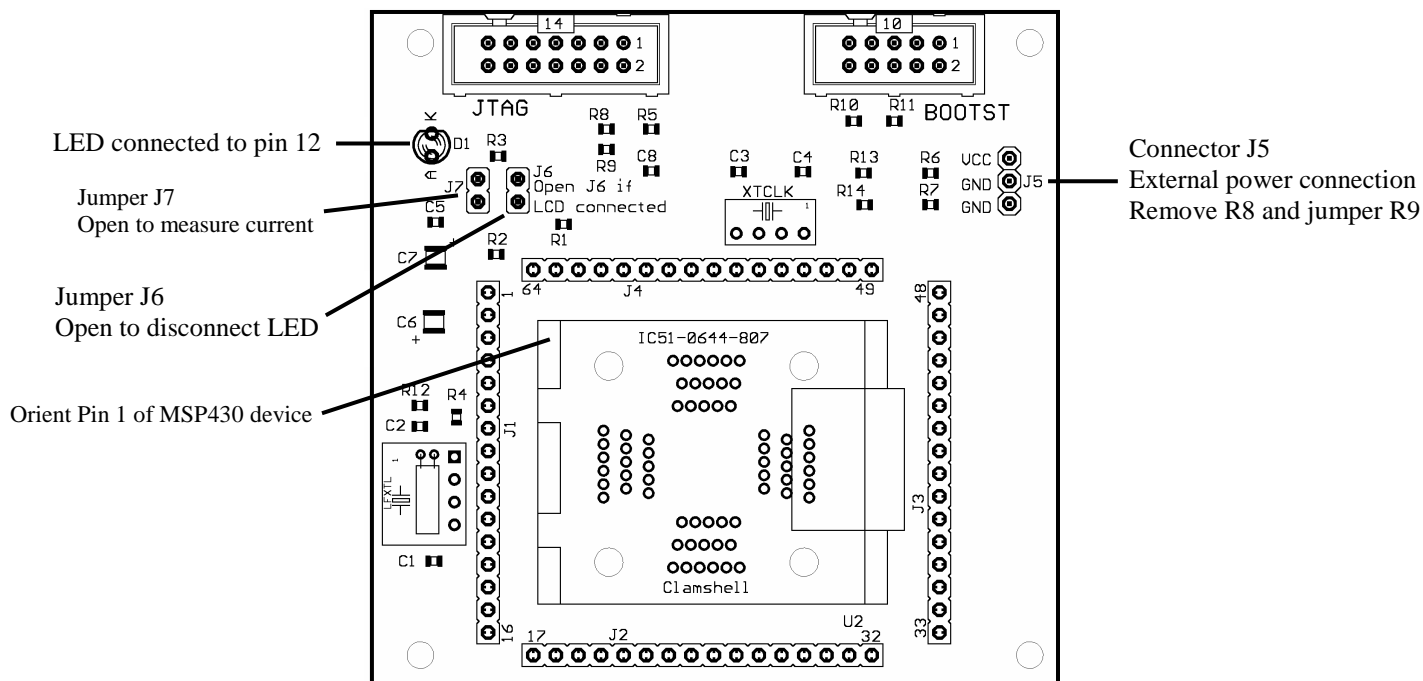 14
10
1
1
2
2
JTAG
BOOTST
R10
R11
R8
R5
K
D1
A
R3
R9
C8
C3
C4
R13
R6
R14
R7
VCC
GND
GND
J5
LED connected to pin 12
Connector J5
External power connection
Remove R8 and jumper R9
Jumper J7
Open to measure current
J7
J6
Open J6 if
LCD connected
XTCLK
1
C5
+
C7
R2
R1
64
J4
49
Jumper J6
Open to disconnect LED
C6
+
1
48
IC51-0644-807
Orient Pin 1 of MSP430 device
R12
R4
C2
J1
1
LFXTL
J3
C1
Clamshell
U2
16
17
J2
32
33